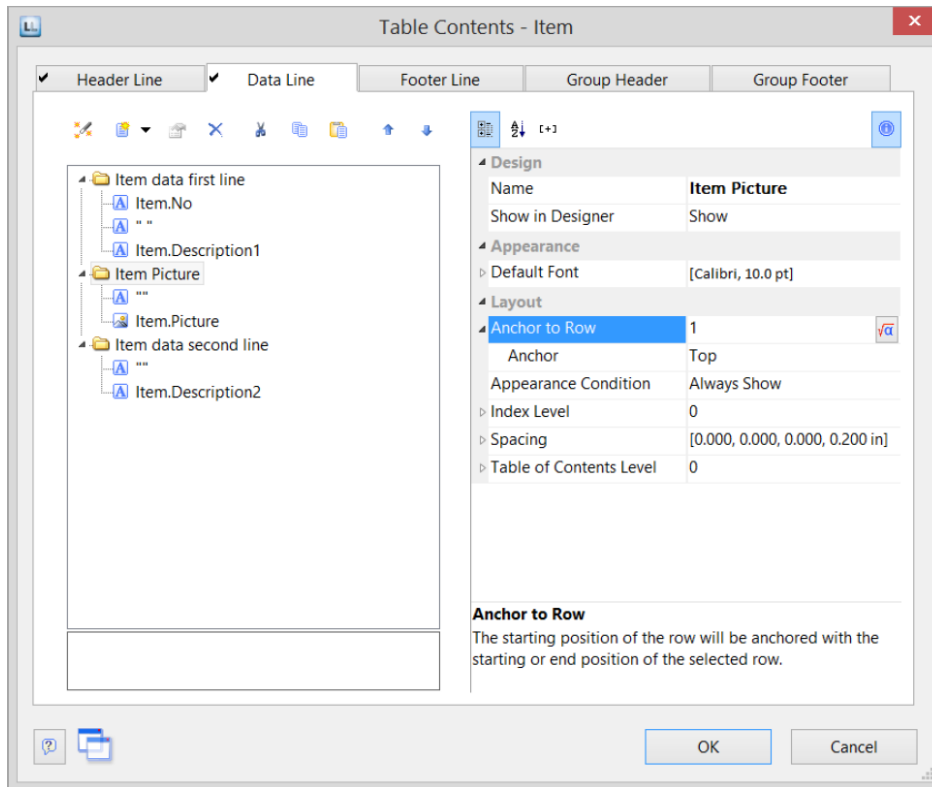 LL
Table Contents - Item
Header Line
Data Line
Footer Line
Group Header
Group Footer
Item data first line
Item.No
" "
Item.Description1
Item Picture
""
Item.Picture
Item data second line
""
Item.Description2
Design
Name Item Picture
Show in Designer Show
Appearance
Default Font [Calibri, 10.0 pt]
Layout
Anchor to Row 1
Anchor Top
Appearance Condition Always Show
Index Level 0
Spacing [0.000, 0.000, 0.000, 0.200 in]
Table of Contents Level 0
Anchor to Row
The starting position of the row will be anchored with the
starting or end position of the selected row.
OK
Cancel